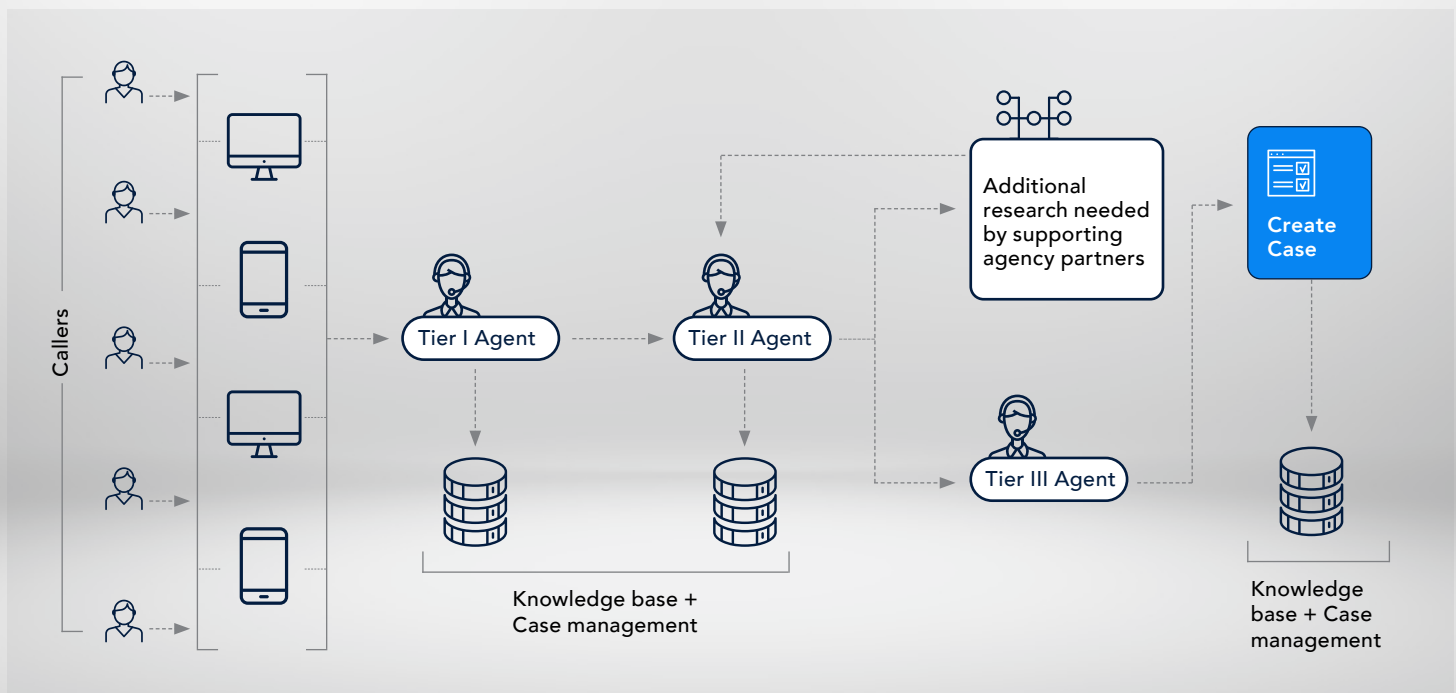 Callers
Tier I Agent
Tier II Agent
Additional
research needed
by supporting
agency partners
Tier III Agent
Create
Case
Knowledge base +
Case management
Knowledge
base + Case
management